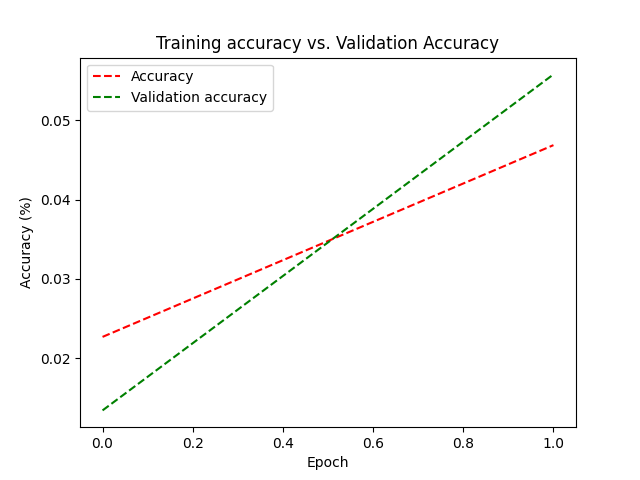 Training accuracy vs. Validation Accuracy
Accuracy
Validation accuracy
0.05
0.04
0.03
0.02
Accuracy (%)
0.0 0.2 0.4 0.6 0.8 1.0
Epoch